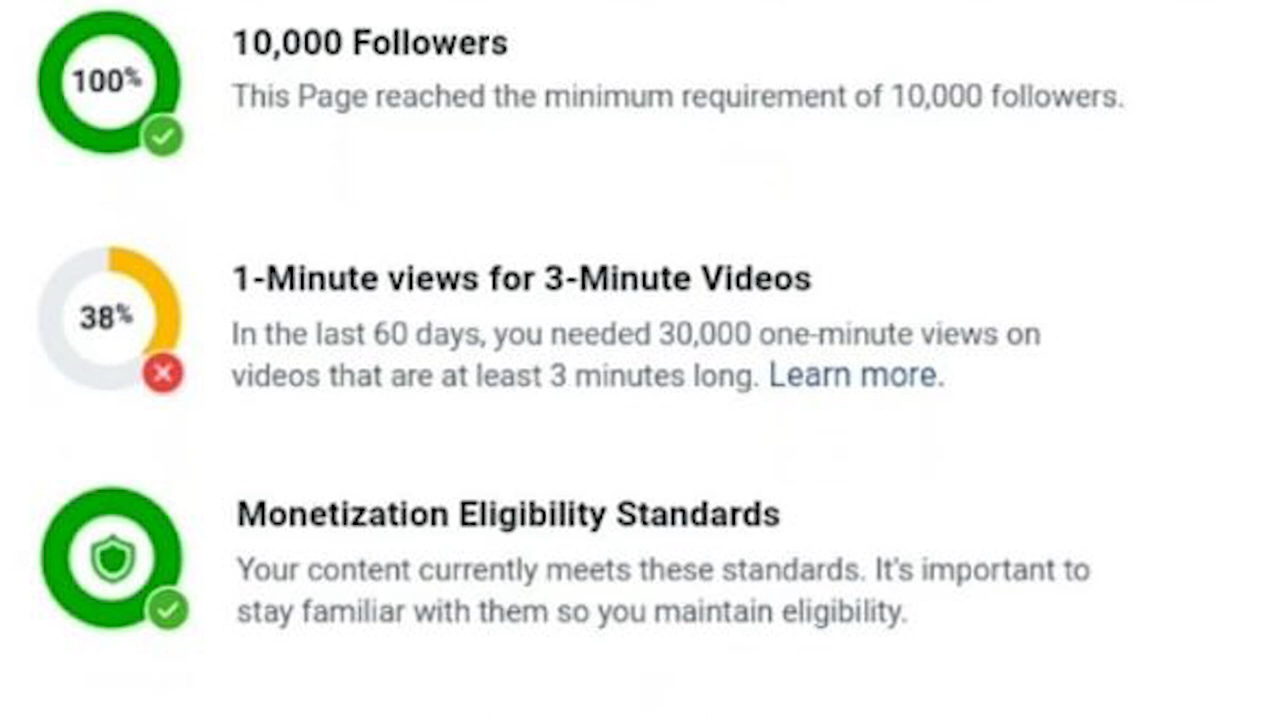 100%
10,000 Followers
This Page reached the minimum requirement of 10,000 followers.
38%
1-Minute views for 3-Minute Videos
In the last 60 days, you needed 30,000 one-minute views on
videos that are at least 3 minutes long. Learn more.
Monetization Eligibility Standards
Your content currently meets these standards. It's important to
stay familiar with them so you maintain eligibility.